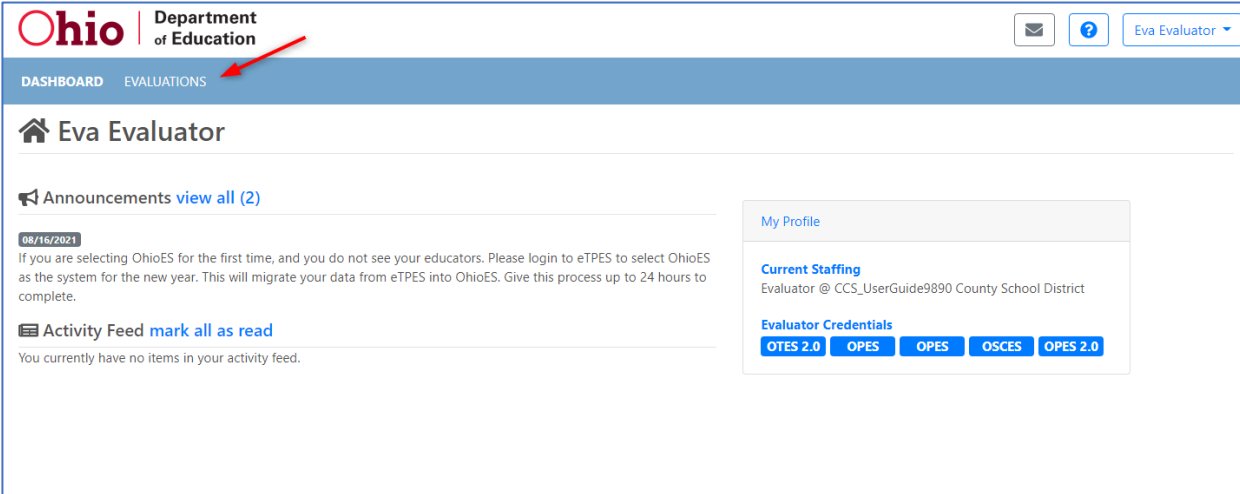 Ohio Department
of Education
Eva Evaluator
DASHBOARD EVALUATIONS
Eva Evaluator
Announcements view all (2)
08/16/2021
If you are selecting OhioES for the first time, and you do not see your educators. Please login to eTPES to select OhioES
as the system for the new year. This will migrate your data from eTPES into OhioES. Give this process up to 24 hours to
complete.
Activity Feed mark all as read
You currently have no items in your activity feed.
My Profile
Current Staffing
Evaluator @ CCS_UserGuide9890 County School District
Evaluator Credentials
OTES 2.0 OPES OPES OSCES OPES 2.0